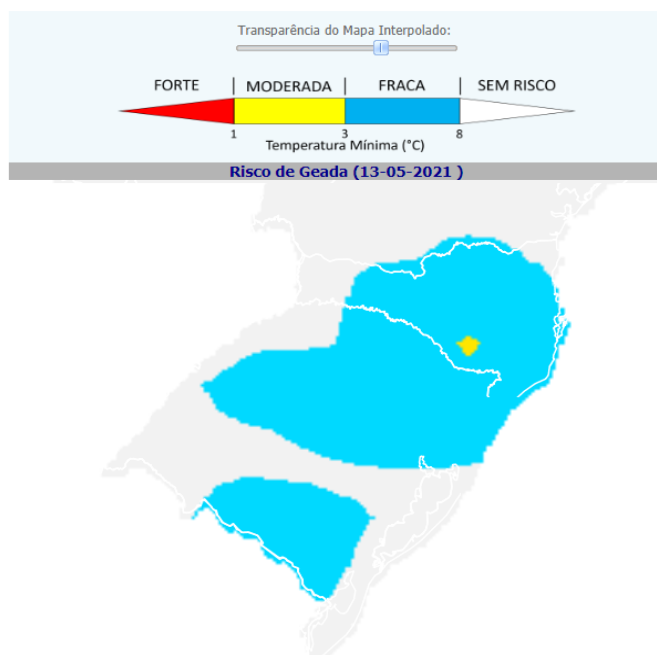 Transparência do Mapa Interpolado:
FORTE | MODERADA | FRACA | SEM RISCO
1 3 8
Temperatura Mínima (°C)
Risco de Geada (13-05-2021 )